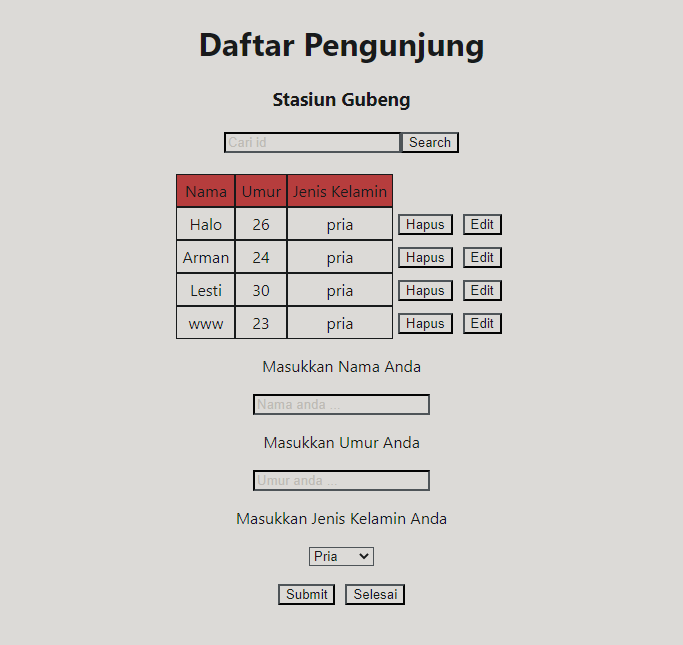 Daftar Pengunjung
Stasiun Gubeng
Cari id Search
Nama Umur Jenis Kelamin
Halo 26 pria Hapus Edit
Arman 24 pria Hapus Edit
Lesti 30 pria Hapus Edit
www 23 pria Hapus Edit
Masukkan Nama Anda
Nama anda ...
Masukkan Umur Anda
Umur anda ...
Masukkan Jenis Kelamin Anda
Pria
Submit Selesai